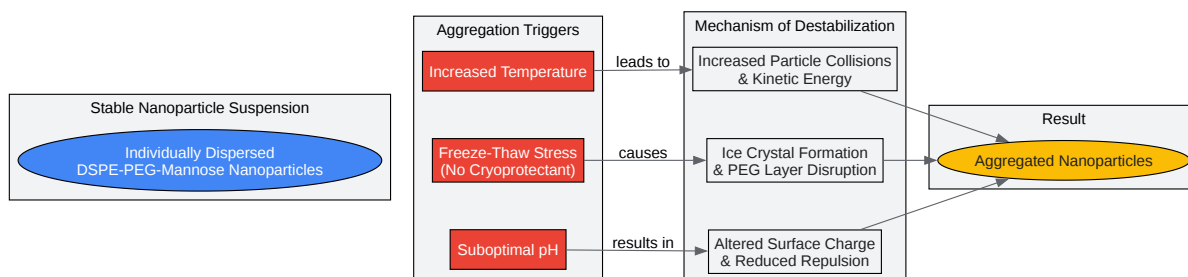 Stable Nanoparticle Suspension
Individually Dispersed
DSPE-PEG-Mannose Nanoparticles
Aggregation Triggers
Increased Temperature
Freeze-Thaw Stress
(No Cryoprotectant)
Suboptimal pH
leads to
causes
results in
Mechanism of Destabilization
Increased Particle Collisions
& Kinetic Energy
Ice Crystal Formation
& PEG Layer Disruption
Altered Surface Charge
& Reduced Repulsion
Result
Aggregated Nanoparticles